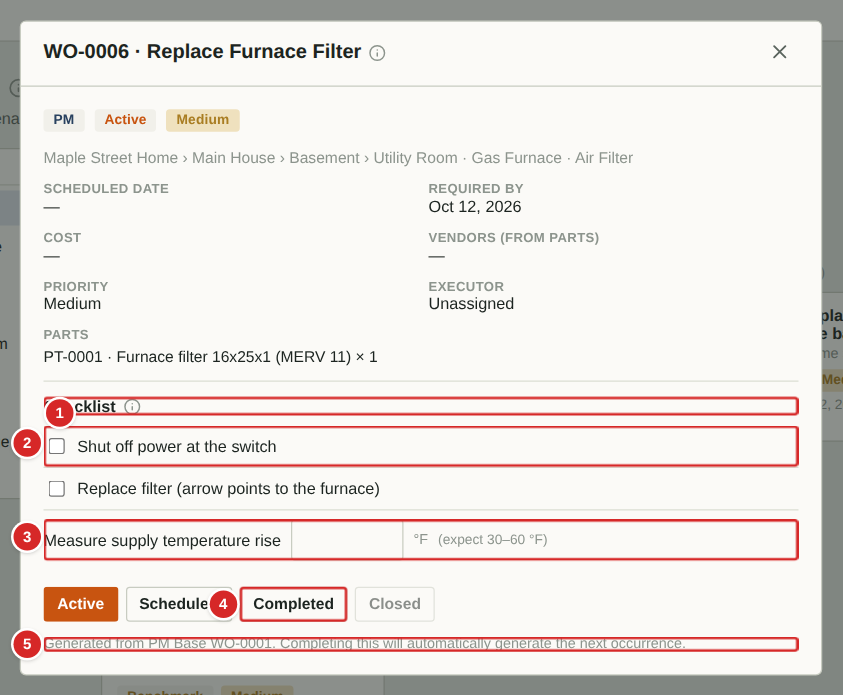 WO-0006 · Replace Furnace Filter
PM Active Medium
Maple Street Home › Main House › Basement › Utility Room · Gas Furnace · Air Filter
SCHEDULED DATE REQUIRED BY
— Oct 12, 2026
COST VENDORS (FROM PARTS)
— —
PRIORITY EXECUTOR
Medium Unassigned
PARTS
PT-0001 · Furnace filter 16x25x1 (MERV 11) × 1
1 cklist
2 Shut off power at the switch
Replace filter (arrow points to the furnace)
3 Measure supply temperature rise °F (expect 30–60 °F)
Active Schedule 4 Completed Closed
5 Generated from PM Base WO-0001. Completing this will automatically generate the next occurrence.
Benchmark Medium